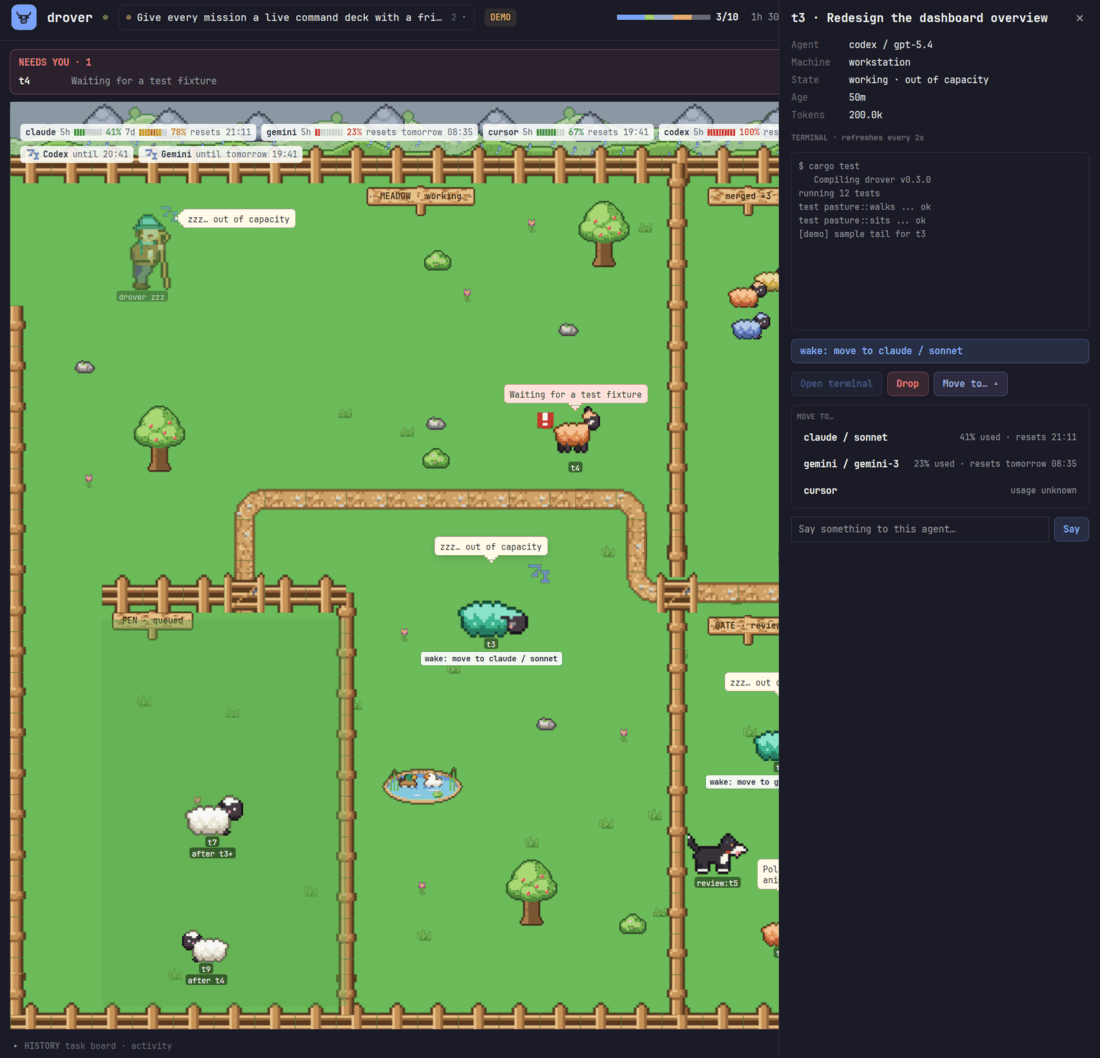 drover
Give every mission a live command deck with a fri… 2
DEMO
3/10 1h 30
NEEDS YOU · 1
t4 Waiting for a test fixture
claude 5h 41% 7d 78% resets 21:11
gemini 5h 23% resets tomorrow 08:35
cursor 5h 67% resets 19:41
codex 5h 100% res
Codex until 20:41
Gemini until tomorrow 19:41
MEADOW · working
merged +3
zzz… out of capacity
drover zzz
Waiting for a test fixture
t4
zzz… out of capacity
t3
wake: move to claude / sonnet
PEN · queued
GATE · review
zzz… out c
wake: move to g
t7
after t3+
review:t5
Pol
ani
t9
after t4
▸ HISTORY task board · activity
t3 · Redesign the dashboard overview ×
Agent codex / gpt-5.4
Machine workstation
State working · out of capacity
Age 50m
Tokens 200.0k
TERMINAL · refreshes every 2s
$ cargo test
Compiling drover v0.3.0
running 12 tests
test pasture::walks ... ok
test pasture::sits ... ok
[demo] sample tail for t3
wake: move to claude / sonnet
Open terminal
Drop
Move to…
MOVE TO…
claude / sonnet 41% used · resets 21:11
gemini / gemini-3 23% used · resets tomorrow 08:35
cursor usage unknown
Say something to this agent…
Say